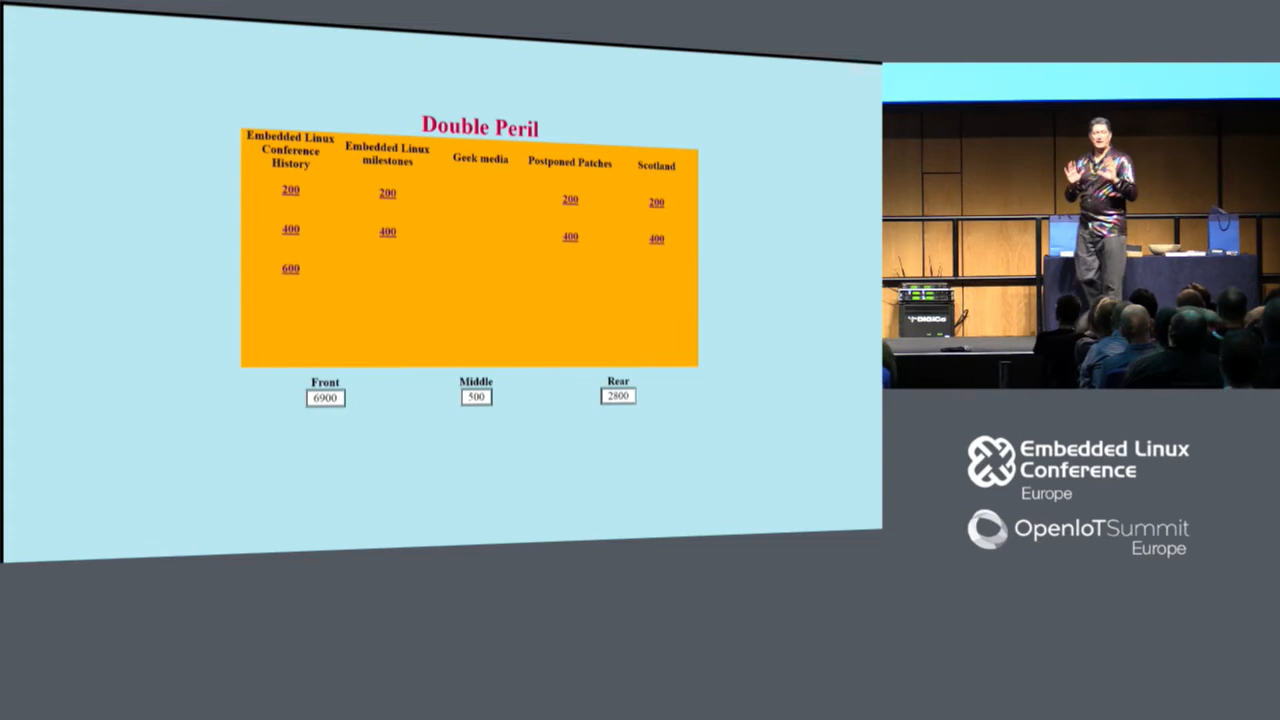 Double Peril
Embedded Linux Conference History
Embedded Linux milestones
Geek media
Postponed Patches
Scotland
200
200
200
200
400
400
400
400
600
Front
Middle
Rear
6900
500
2800
DIGICo
Embedded Linux
Conference
Europe
OpenIoTSummit
Europe